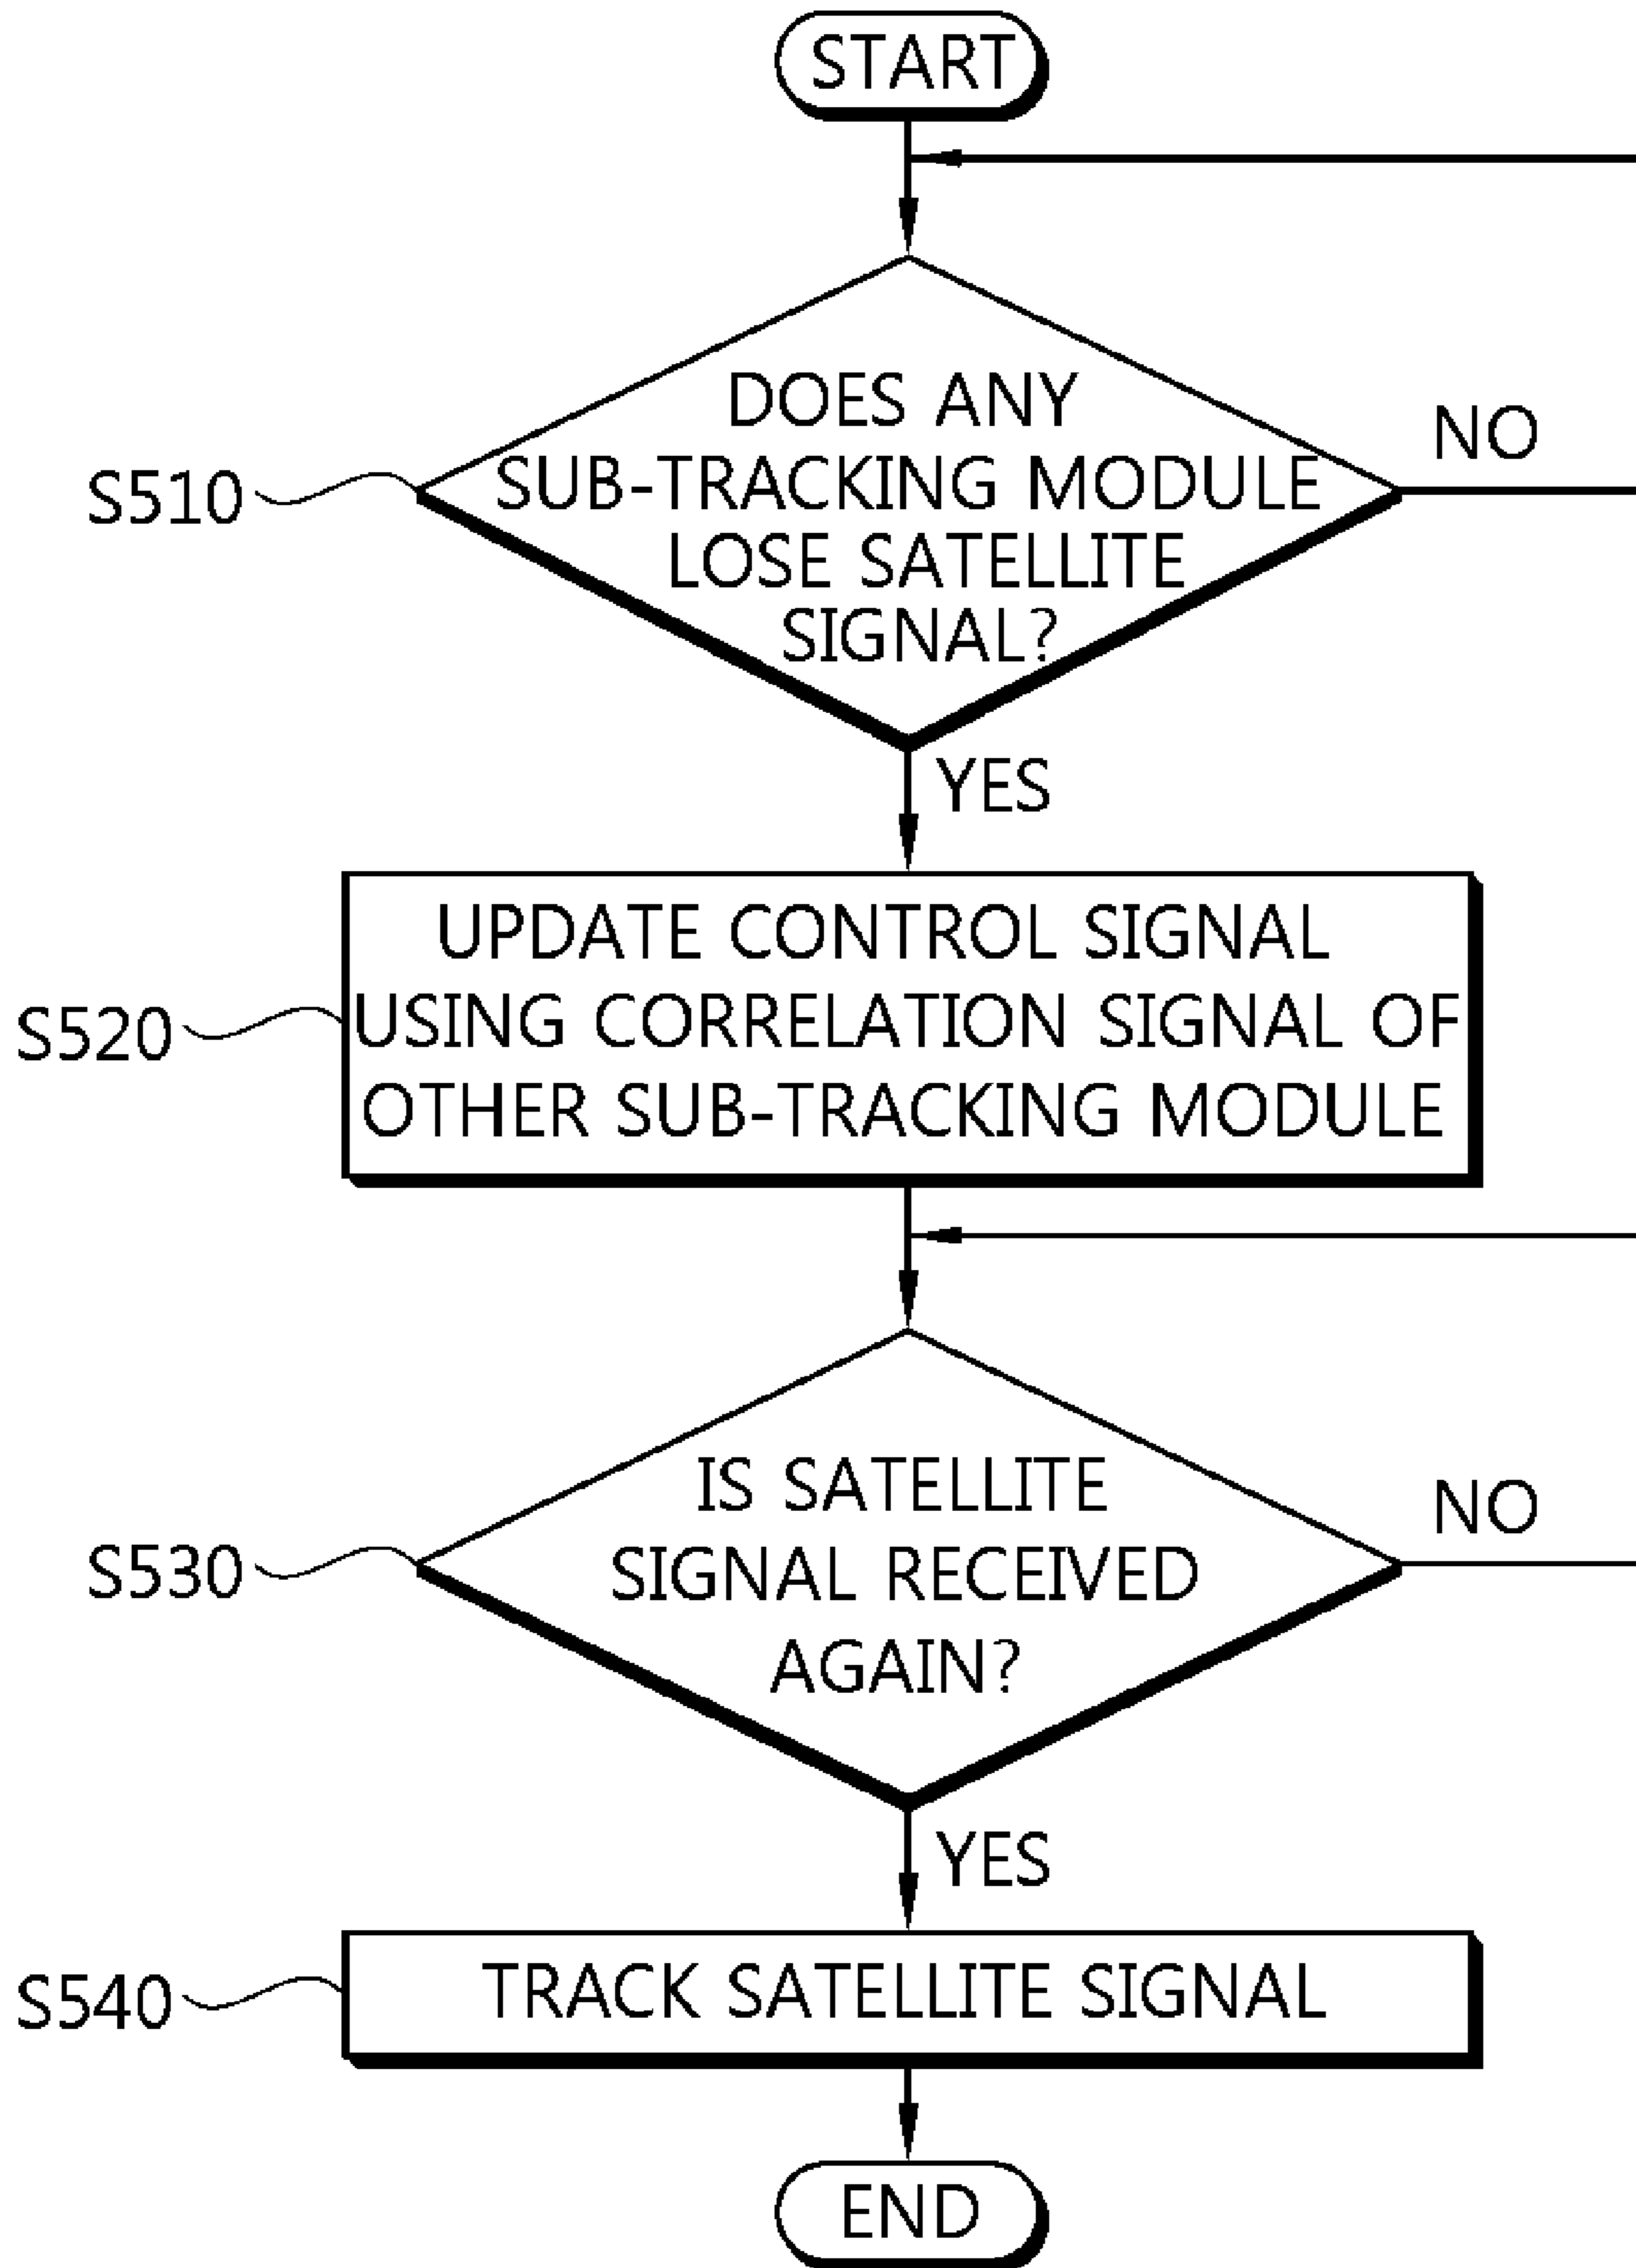 START
DOES ANY
SUB-TRACKING MODULE
LOSE SATELLITE
SIGNAL?
NO
S510
YES
UPDATE CONTROL SIGNAL
USING CORRELATION SIGNAL OF
OTHER SUB-TRACKING MODULE
S520
IS SATELLITE
SIGNAL RECEIVED
AGAIN?
NO
S530
YES
TRACK SATELLITE SIGNAL
S540
END